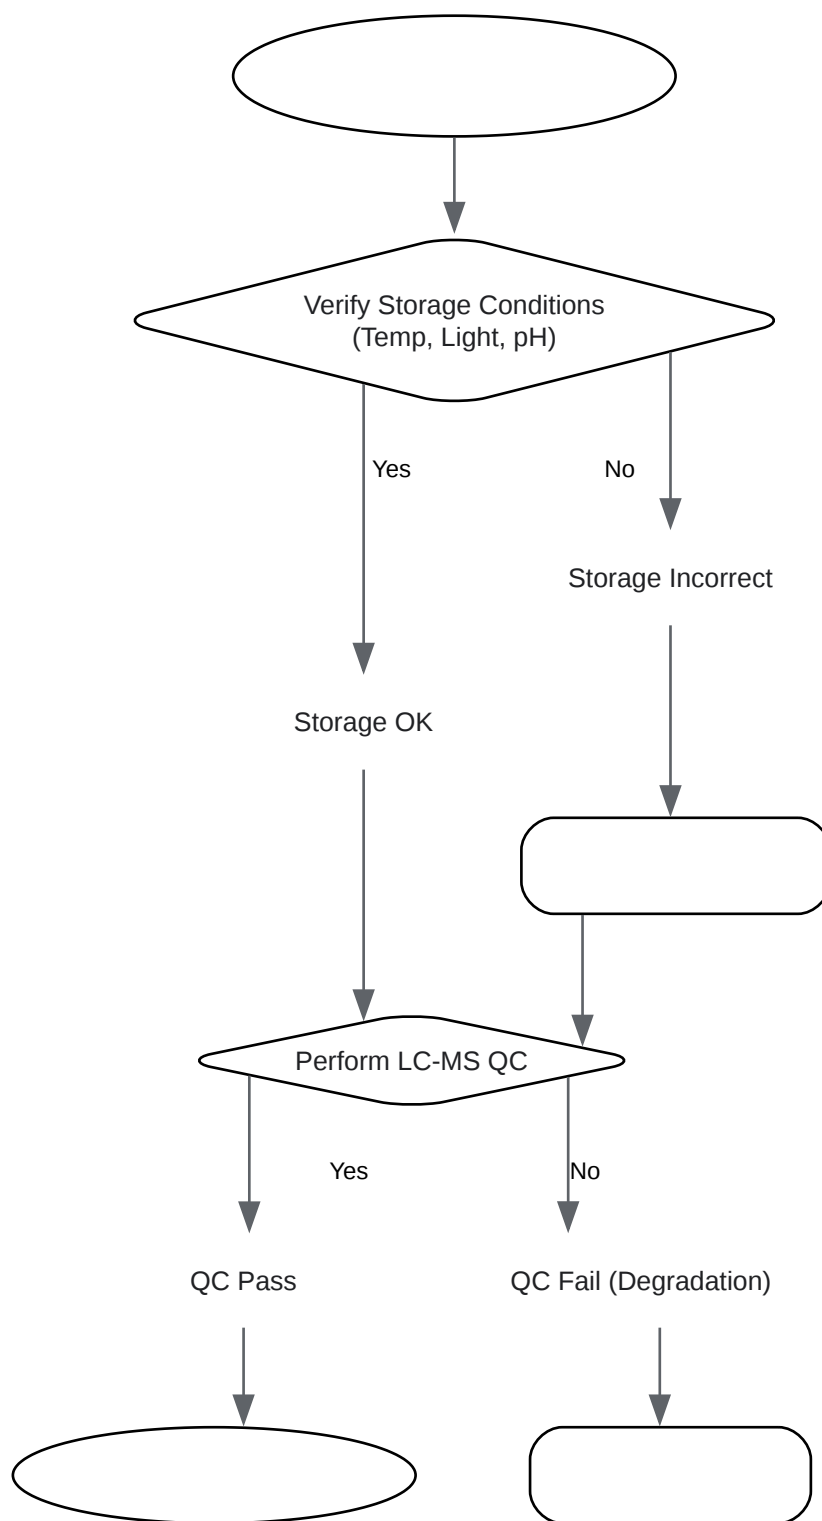 Verify Storage Conditions
(Temp, Light, pH)
Yes
No
Storage Incorrect
Storage OK
Perform LC-MS QC
Yes
No
QC Pass
QC Fail (Degradation)